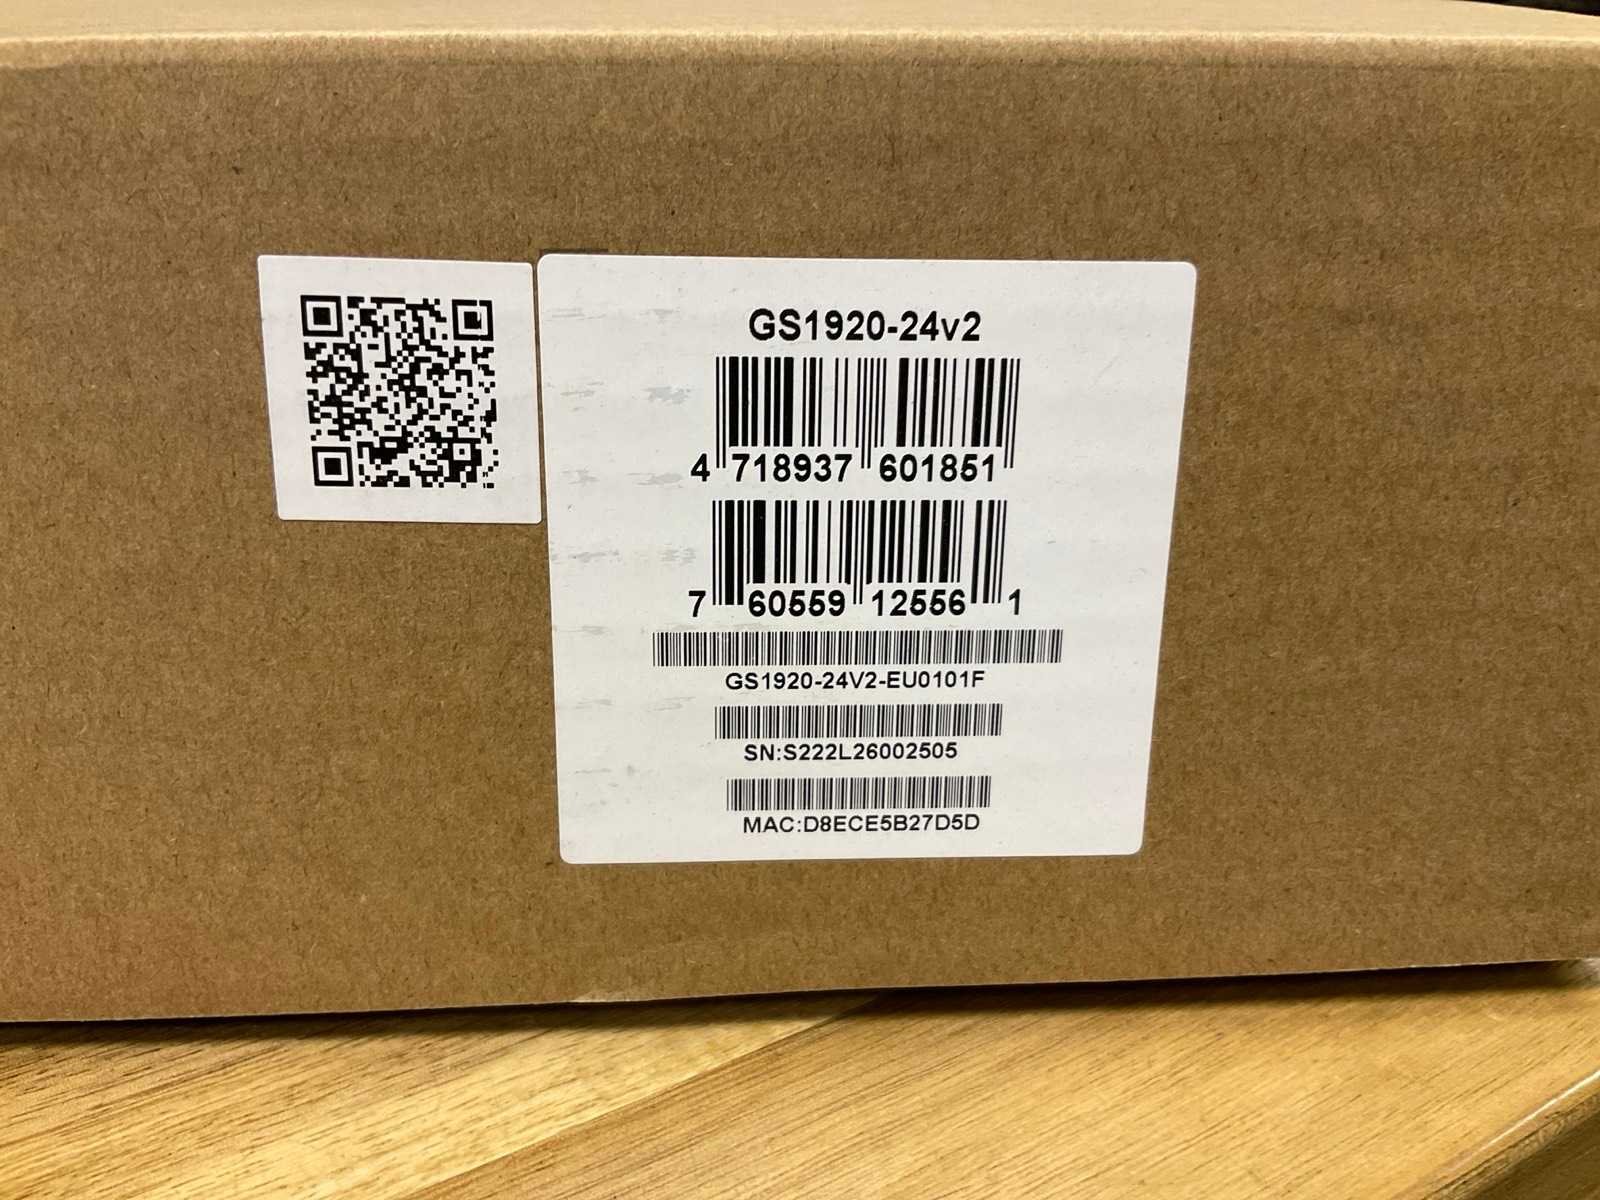 GS1920-24v2
4 718937 601851
7 60559 12556 1
GS1920-24V2-EU0101F
SN:S222L26002505
MAC:D8ECE5B27D5D